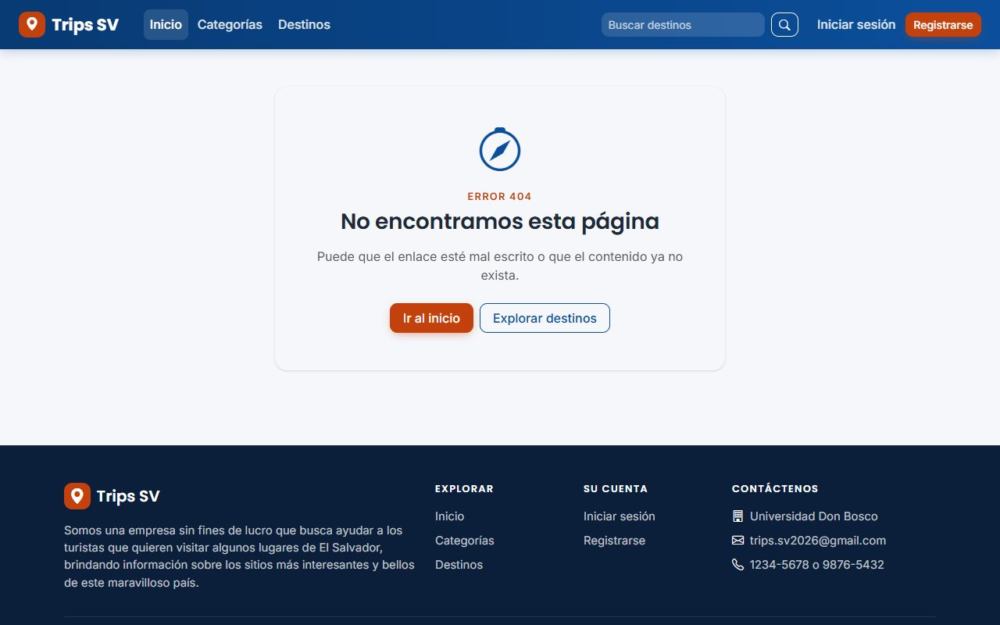 Trips SV
Inicio
Categorías
Destinos
Buscar destinos
Iniciar sesión
Registrarse
ERROR 404
No encontramos esta página
Puede que el enlace esté mal escrito o que el contenido ya no
exista.
Ir al inicio
Explorar destinos
Trips SV
Somos una empresa sin fines de lucro que busca ayudar a los
turistas que quieren visitar algunos lugares de El Salvador,
brindando información sobre los sitios más interesantes y bellos
de este maravilloso país.
EXPLORAR
Inicio
Categorías
Destinos
SU CUENTA
Iniciar sesión
Registrarse
CONTÁCTENOS
Universidad Don Bosco
trips.sv2026@gmail.com
1234-5678 o 9876-5432